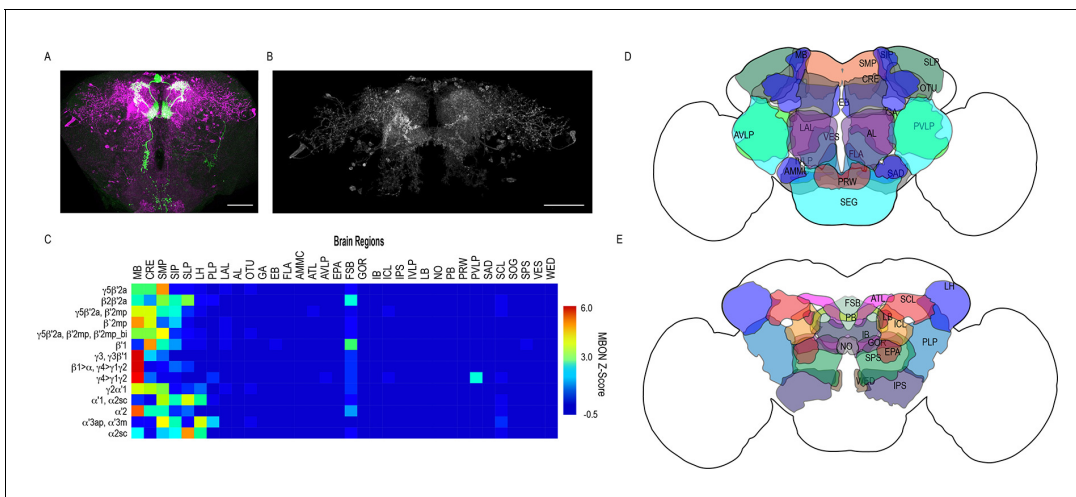 A
B
C
Brain Regions
MB CRE SMP SIP SLP LH PLP LAL AL OTU GA EB FLA AMMC ATL AVLP EPA FSB GOR IB ICL IPS IVLP LB NO PB PRW PVLP SAD SCL SOG SPS VES WED
γ5β'2a
β2β'2a
γ5β'2a, β'2mp
β'2mp
γ5β'2a, β'2mp, β'2mp_bi
β'1
γ3, γ3β'1
β1>α, γ4>γ1γ2
γ4>γ1γ2
γ2α'1
α'1, α2sc
α'2
α'3ap, α'3m
α2sc
6.0
3.0
-0.5
MBON Z-Score
D
MB
SIP
SMP
SLP
CRE
OTU
EB
GA
LAL
AL
AVLP
VES
PVLP
FLA
AMMC
SAD
PRW
SEG
E
LH
ATL
SCL
FSB
PB
LB
ICL
IB
GOR
PLP
NO
EPA
SPS
WED
IPS